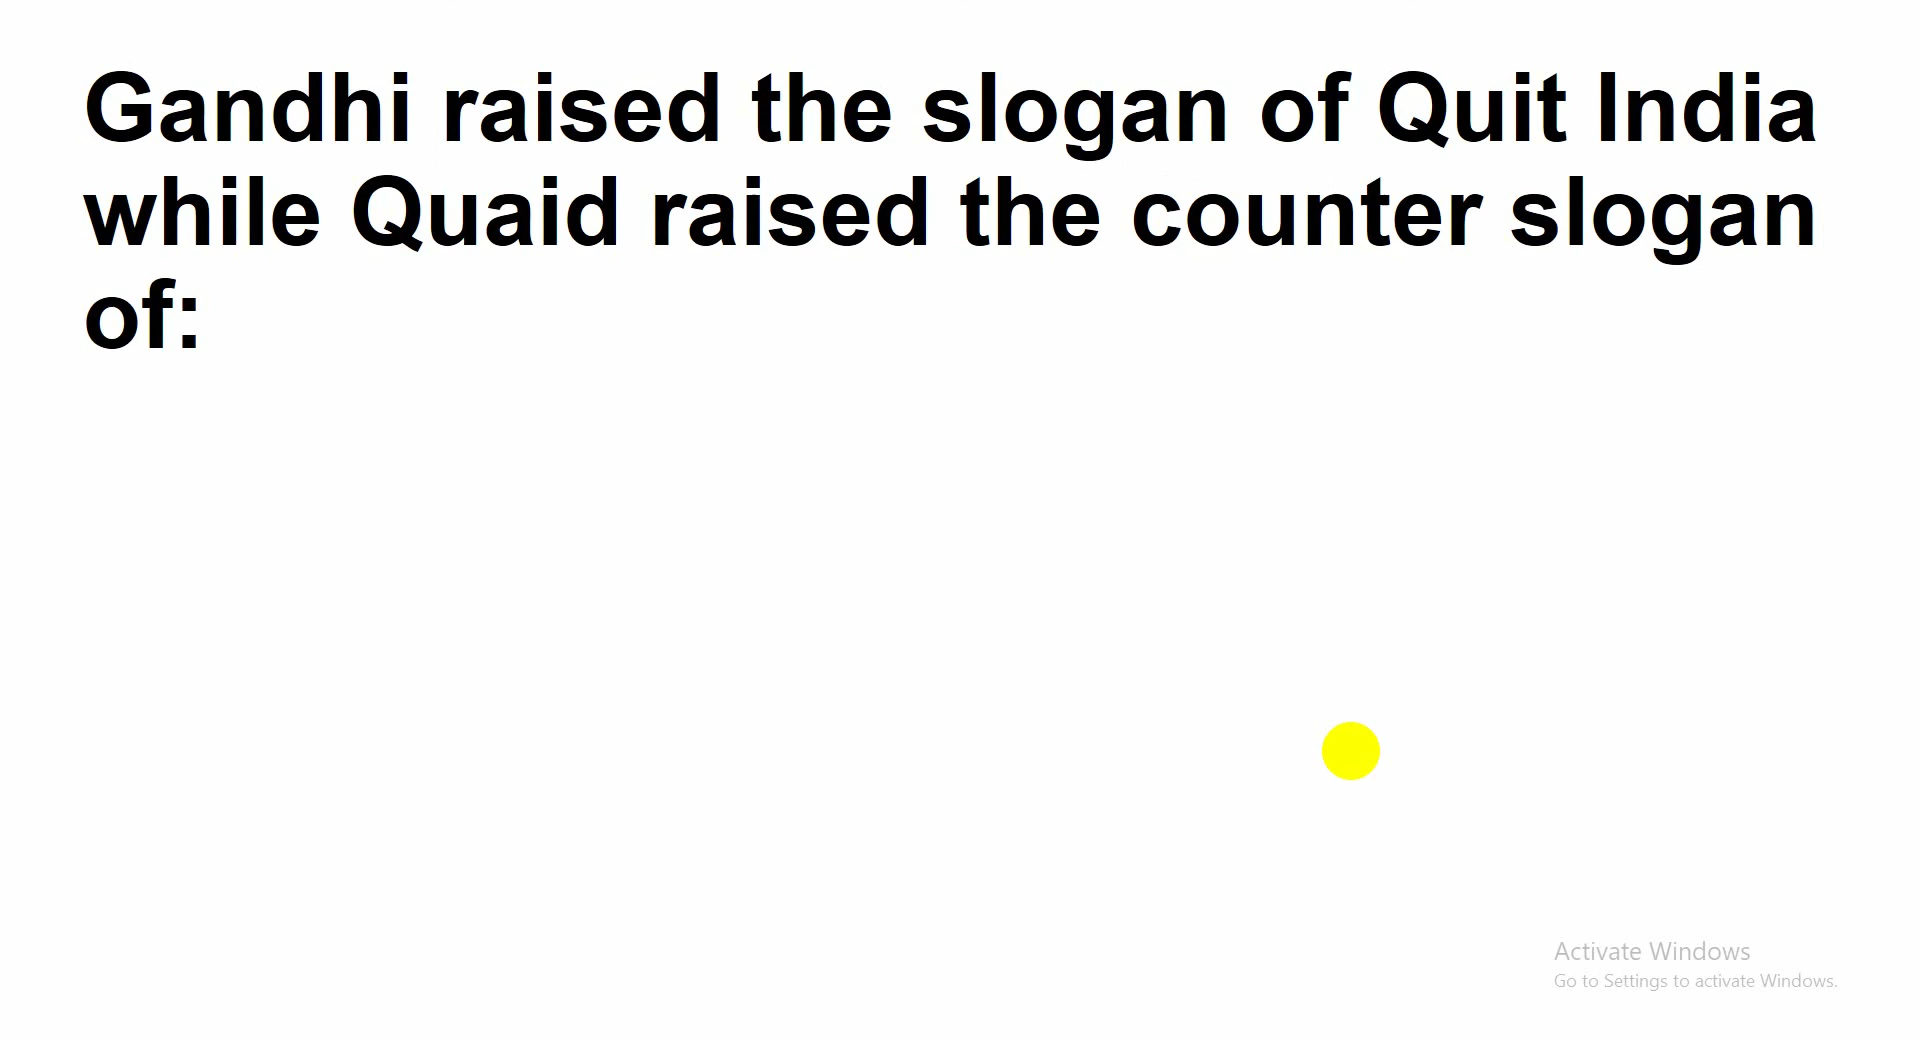 Gandhi raised the slogan of Quit India
while Quaid raised the counter slogan
of:
Activate Windows
Go to Settings to activate Windows.